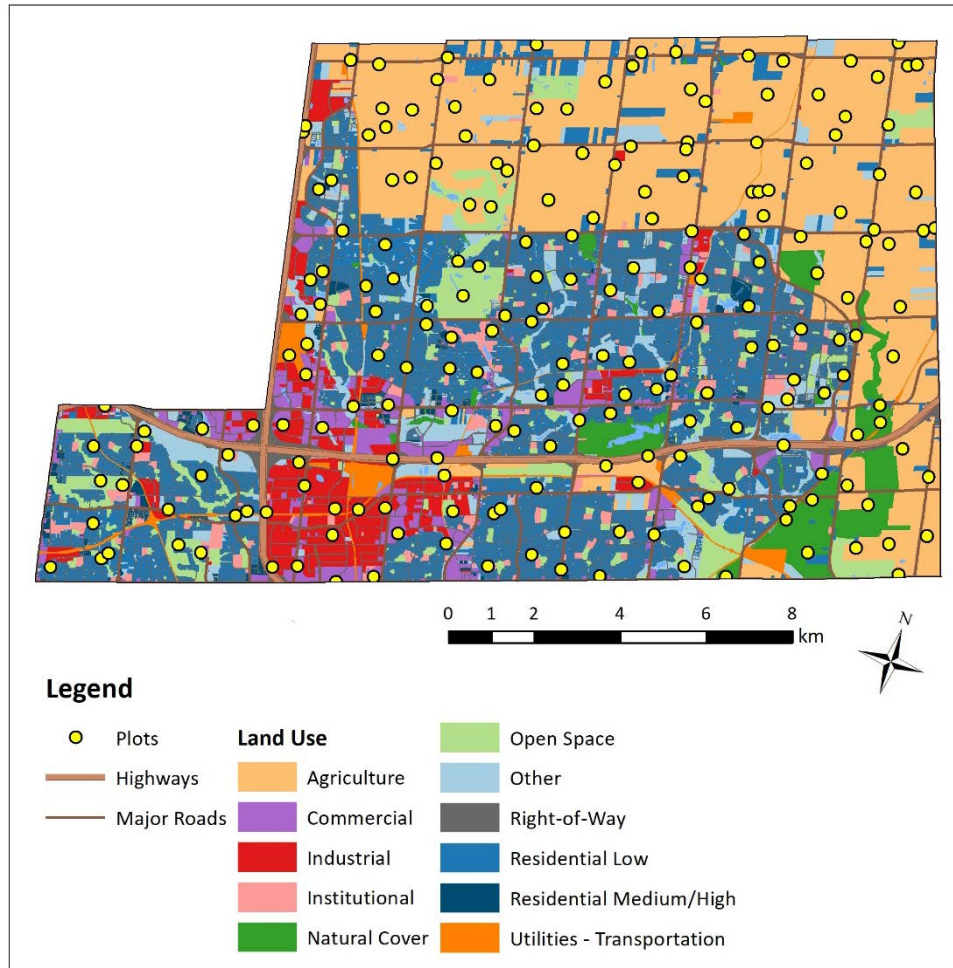 0 1 2 4 6 8
km
N
Legend
Plots
Highways
Major Roads
Land Use
Agriculture
Commercial
Industrial
Institutional
Natural Cover
Open Space
Other
Right-of-Way
Residential Low
Residential Medium/High
Utilities - Transportation